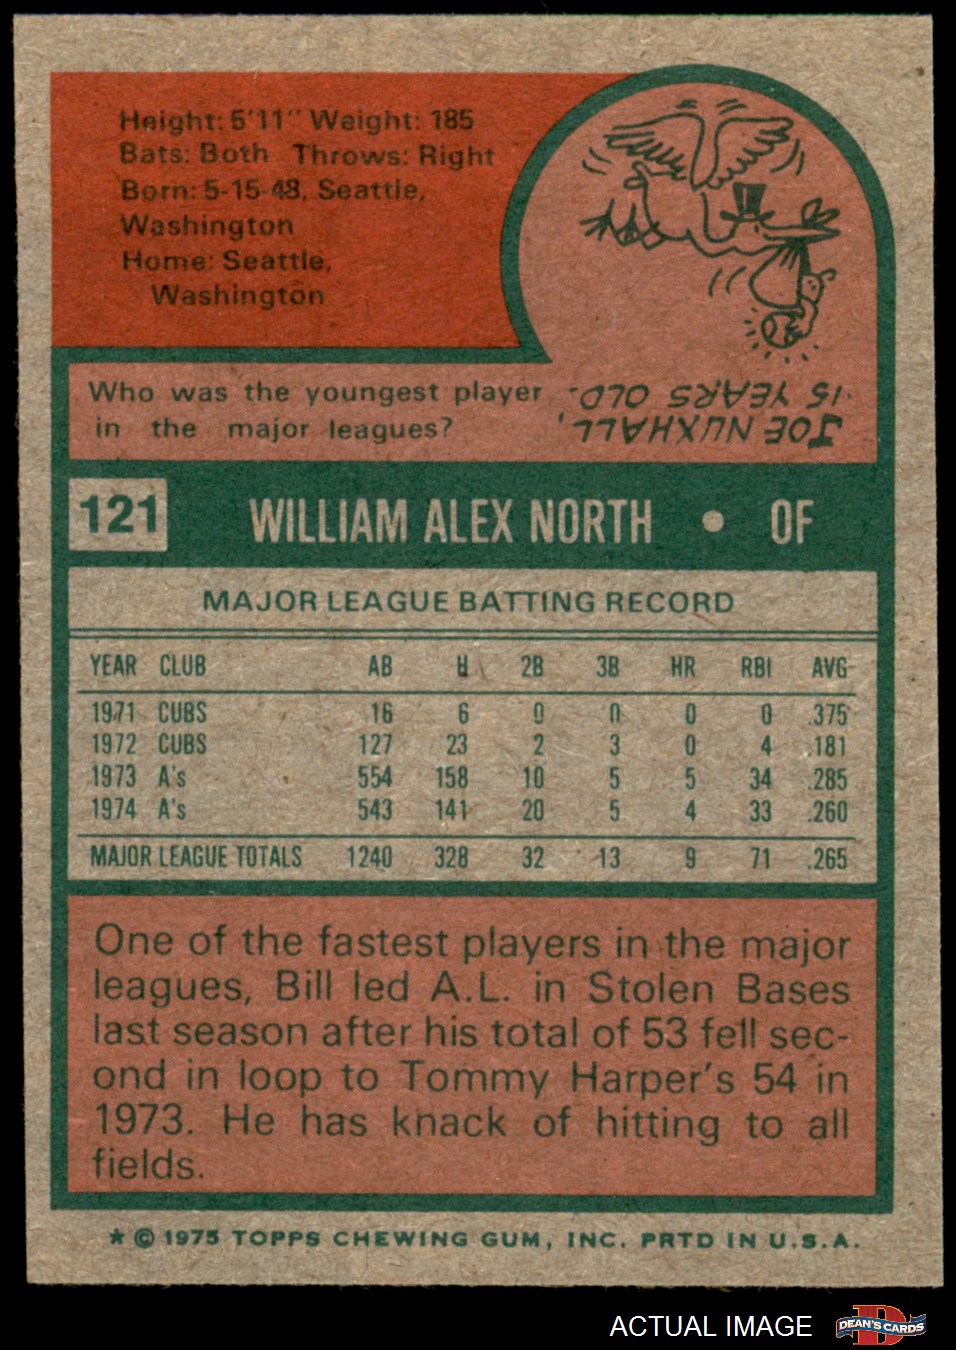 Height: 5'11" Weight: 185
Bats: Both Throws: Right
Born: 5-15-48, Seattle,
Washington
Home: Seattle,
Washington
Who was the youngest player
in the major leagues?
JOE NUXHALL,
15 YEARS OLD.
121 WILLIAM ALEX NORTH • OF
MAJOR LEAGUE BATTING RECORD
YEAR CLUB AB H 2B 3B HR RBI AVG
1971 CUBS 16 6 0 0 0 0 .375
1972 CUBS 127 23 2 3 0 4 .181
1973 A's 554 158 10 5 5 34 .285
1974 A's 543 141 20 5 4 33 .260
MAJOR LEAGUE TOTALS 1240 328 32 13 9 71 .265
One of the fastest players in the major
leagues, Bill led A.L. in Stolen Bases
last season after his total of 53 fell sec-
ond in loop to Tommy Harper's 54 in
1973. He has knack of hitting to all
fields.
* © 1975 TOPPS CHEWING GUM, INC. PRTD IN U.S.A.
ACTUAL IMAGE
D
DEAN'S CARDS